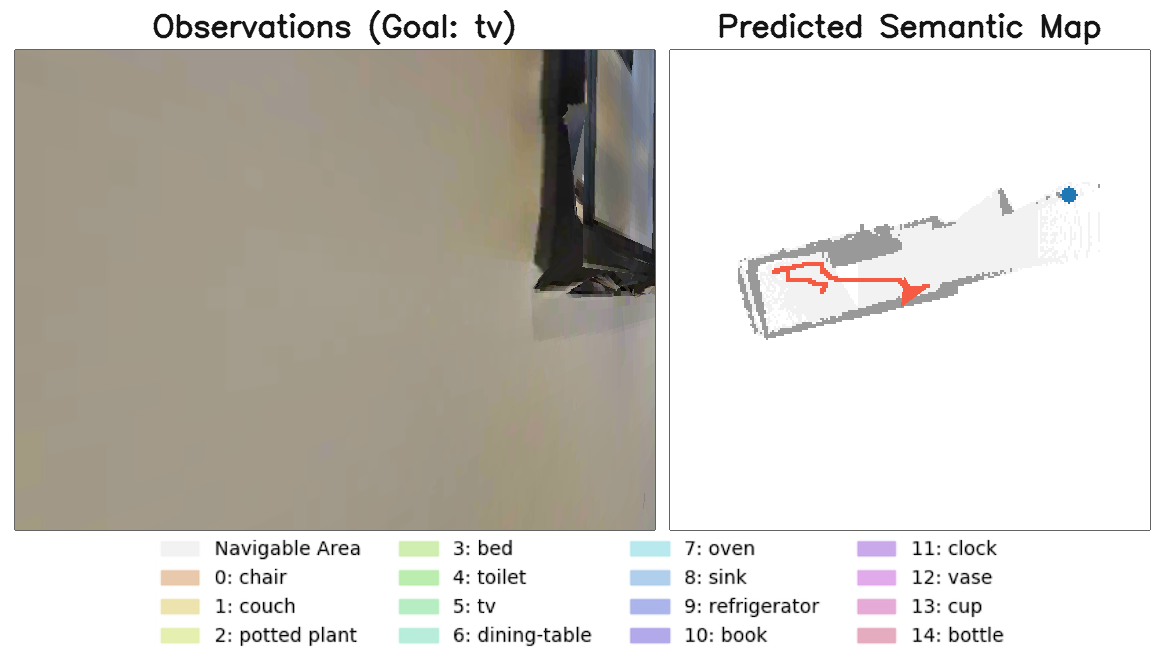 Observations (Goal: tv)
Predicted Semantic Map
Navigable Area
0: chair
1: couch
2: potted plant
3: bed
4: toilet
5: tv
6: dining-table
7: oven
8: sink
9: refrigerator
10: book
11: clock
12: vase
13: cup
14: bottle